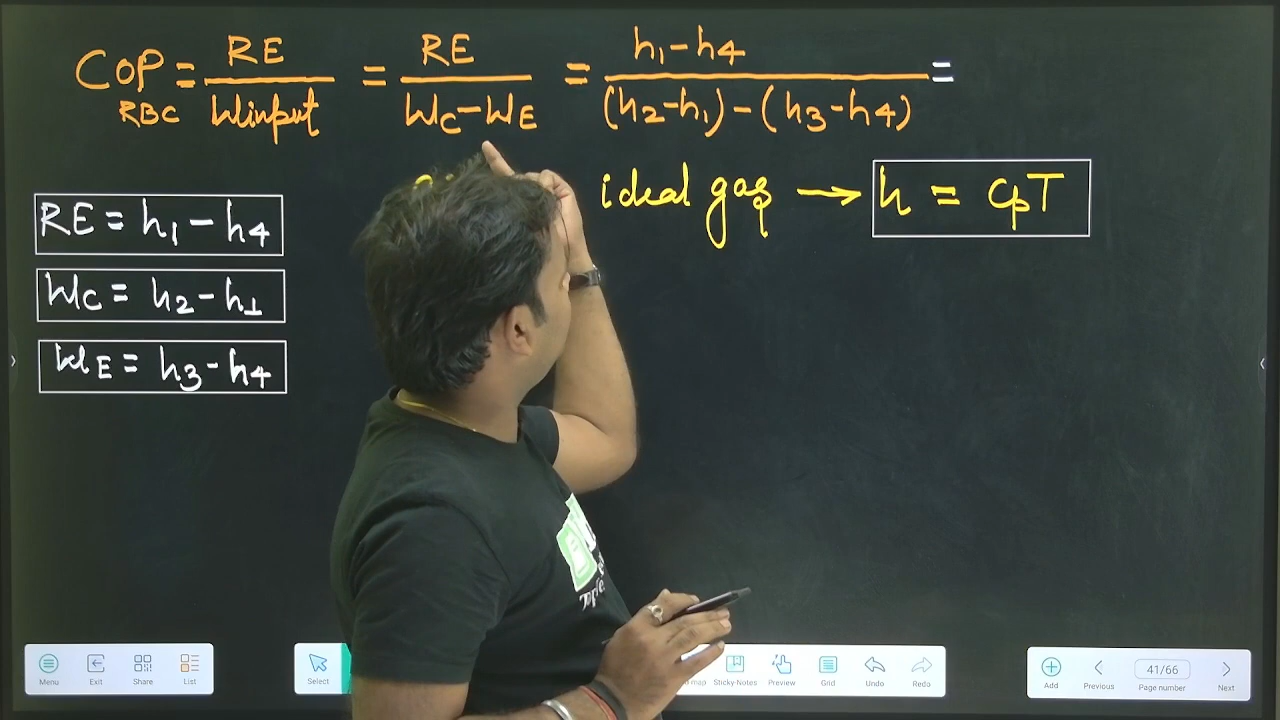 COP RBC = RE / Winput = RE / WC-WE = h1-h4 / (h2-h1)-(h3-h4) =
ideal gas → h = CpT
RE = h1 - h4
WC = h2-h1
WE = h3-h4
Menu Exit Share List Select map Sticky-Notes Preview Grid Undo Redo Add Previous 41/66 Page number Next